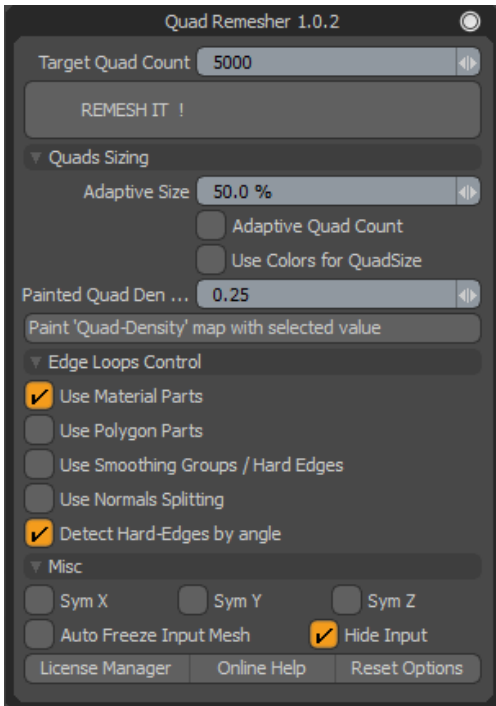 Quad Remesher 1.0.2
Target Quad Count 5000
REMESH IT !
Quads Sizing
Adaptive Size 50.0 %
Adaptive Quad Count
Use Colors for QuadSize
Painted Quad Den ... 0.25
Paint 'Quad-Density' map with selected value
Edge Loops Control
Use Material Parts
Use Polygon Parts
Use Smoothing Groups / Hard Edges
Use Normals Splitting
Detect Hard-Edges by angle
Misc
Sym X Sym Y Sym Z
Auto Freeze Input Mesh Hide Input
License Manager Online Help Reset Options